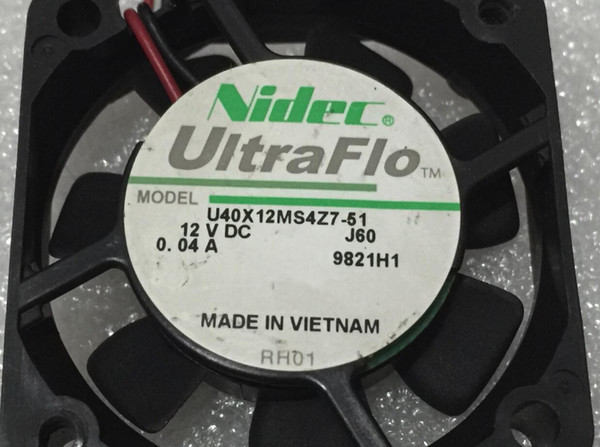 Nidec®
UltraFlo™
MODEL
U40X12MS4Z7-51
12 V DC J60
0.04 A
9821H1
MADE IN VIETNAM
RH01